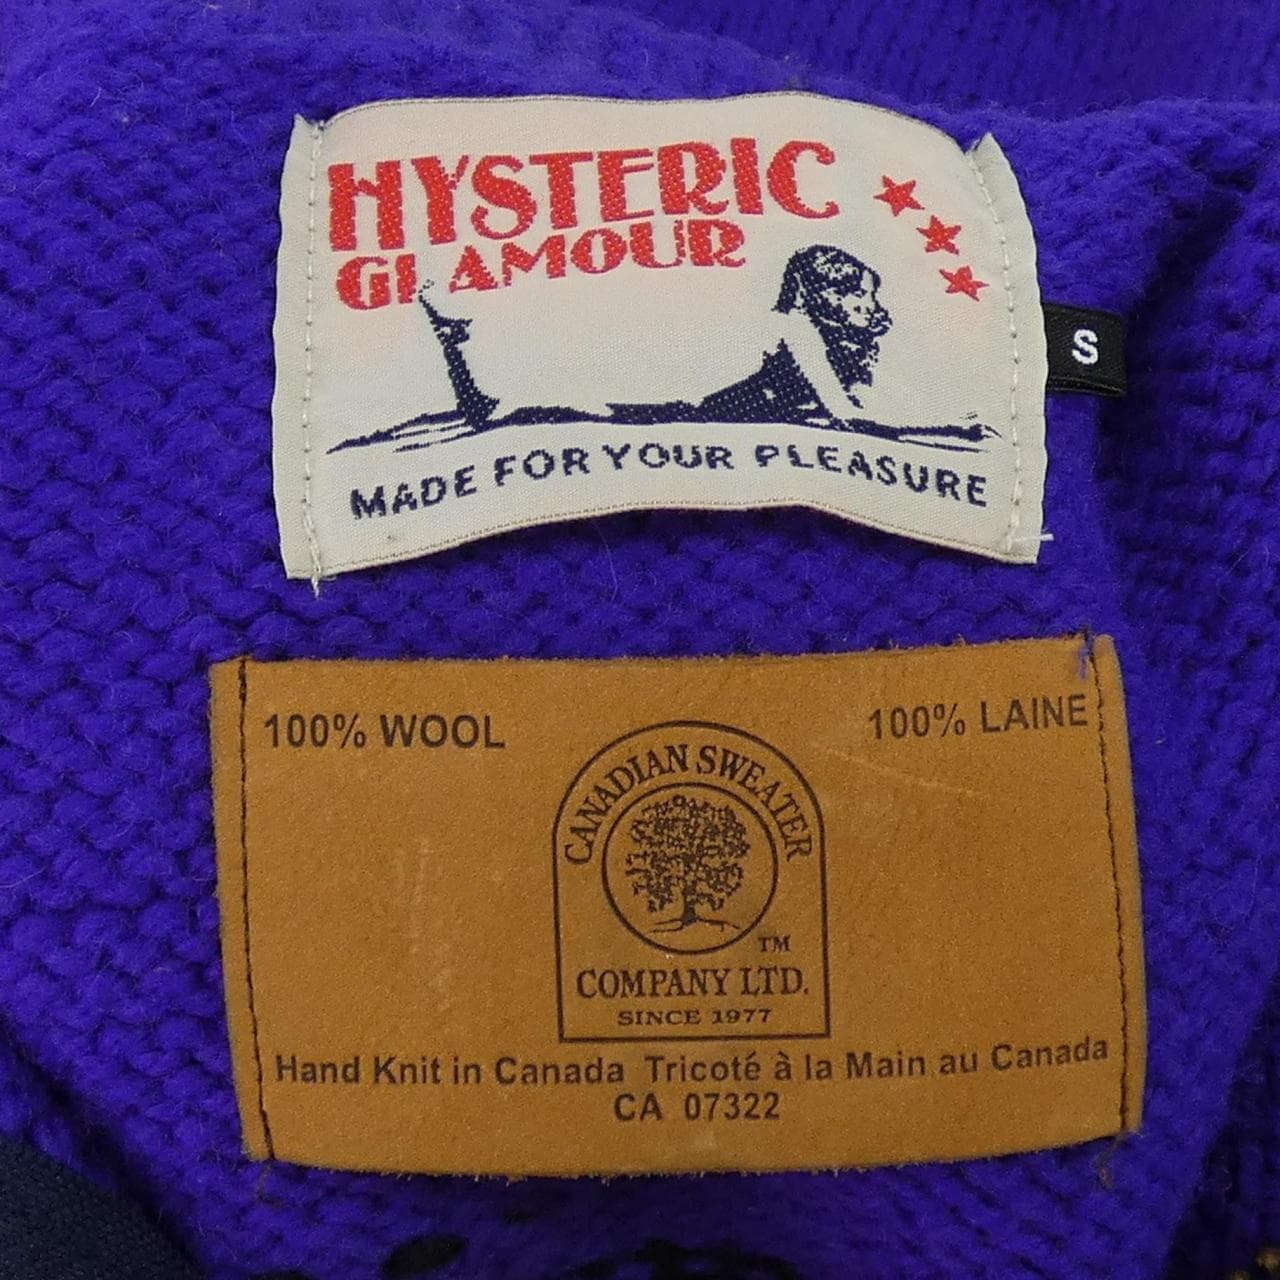 HYSTERIC
GLAMOUR
MADE FOR YOUR PLEASURE
S
100% WOOL 100% LAINE
CANADIAN SWEATER
TM
COMPANY LTD.
SINCE 1977
Hand Knit in Canada Tricoté à la Main au Canada
CA 07322